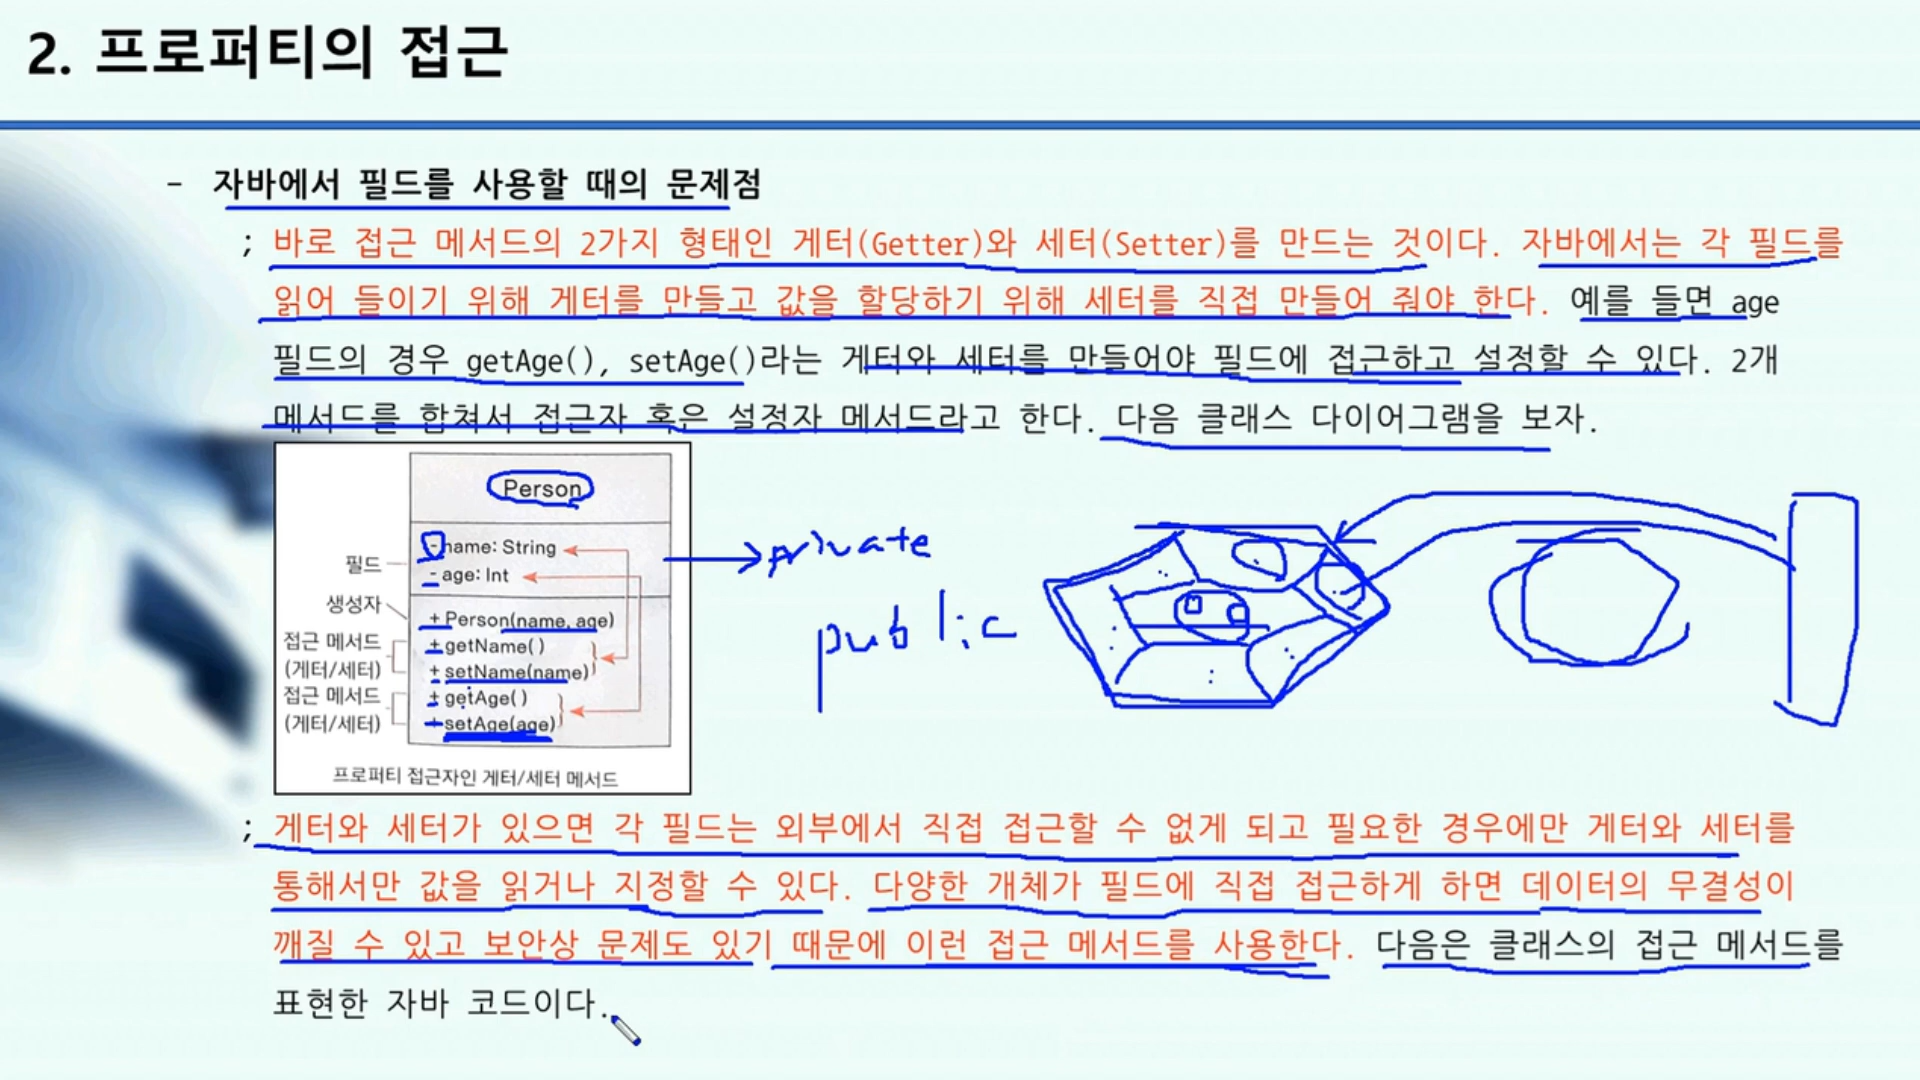 2. 프로퍼티의 접근
- 자바에서 필드를 사용할 때의 문제점
; 바로 접근 메서드의 2가지 형태인 게터(Getter)와 세터(Setter)를 만드는 것이다. 자바에서는 각 필드를
읽어 들이기 위해 게터를 만들고 값을 할당하기 위해 세터를 직접 만들어 줘야 한다. 예를 들면 age
필드의 경우 getAge(), setAge()라는 게터와 세터를 만들어야 필드에 접근하고 설정할 수 있다. 2개
메서드를 합쳐서 접근자 혹은 설정자 메서드라고 한다. 다음 클래스 다이어그램을 보자.
Person
- name: String
필드
- age: Int
생성자
+ Person(name, age)
접근 메서드
(게터/세터)
+ getName()
+ setName(name)
접근 메서드
(게터/세터)
+ getAge()
+ setAge(age)
프로퍼티 접근자인 게터/세터 메서드
private
public
; 게터와 세터가 있으면 각 필드는 외부에서 직접 접근할 수 없게 되고 필요한 경우에만 게터와 세터를
통해서만 값을 읽거나 지정할 수 있다. 다양한 개체가 필드에 직접 접근하게 하면 데이터의 무결성이
깨질 수 있고 보안상 문제도 있기 때문에 이런 접근 메서드를 사용한다. 다음은 클래스의 접근 메서드를
표현한 자바 코드이다.